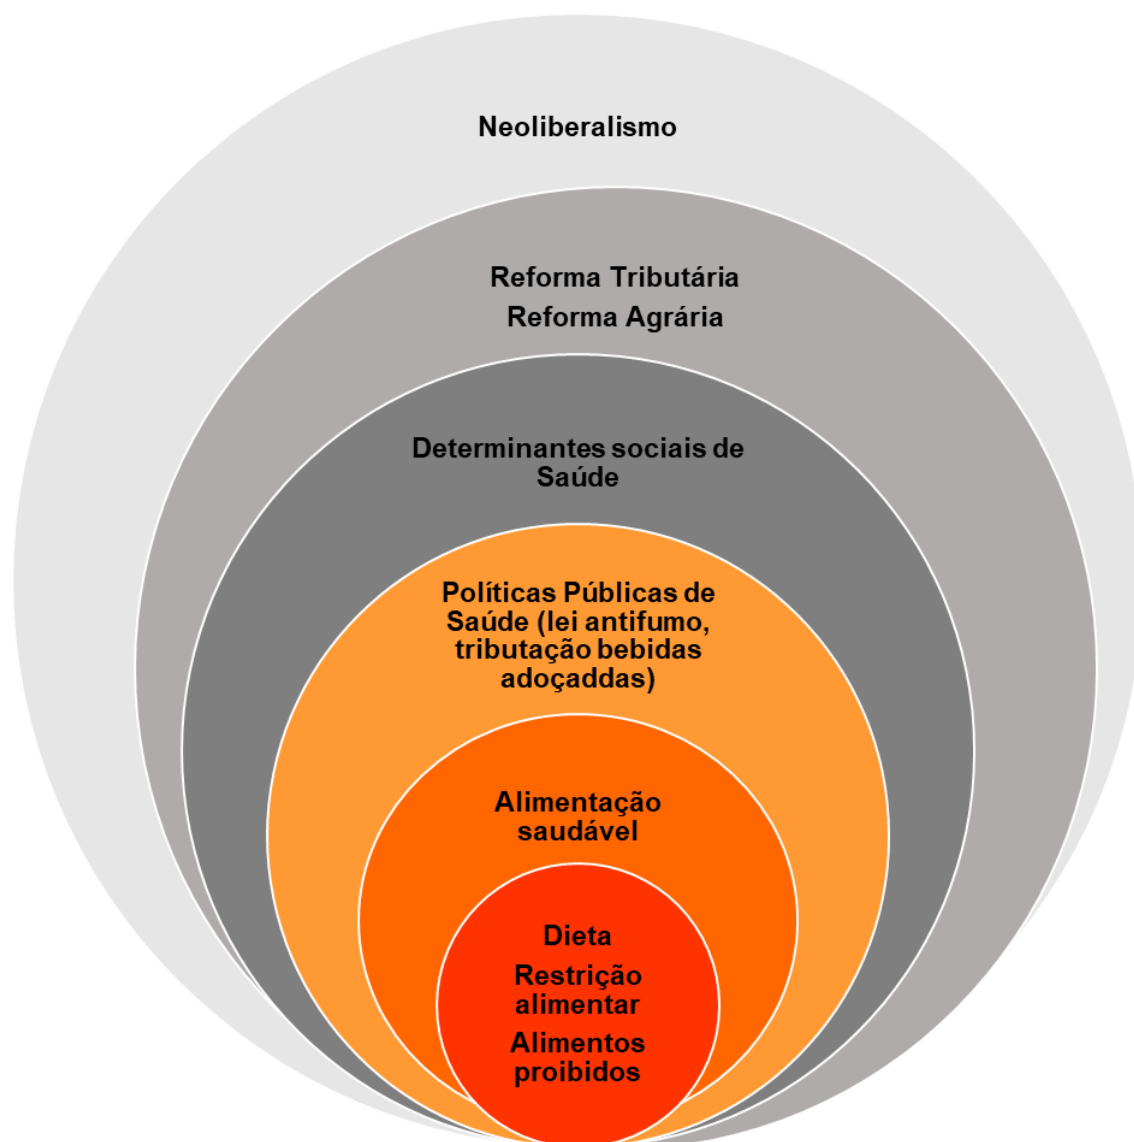 Neoliberalismo
Reforma Tributária
Reforma Agrária
Determinantes sociais de
Saúde
Políticas Públicas de
Saúde (lei antifumo,
tributação bebidas
adoçaddas)
Alimentação
saudável
Dieta
Restrição
alimentar
Alimentos
proibidos